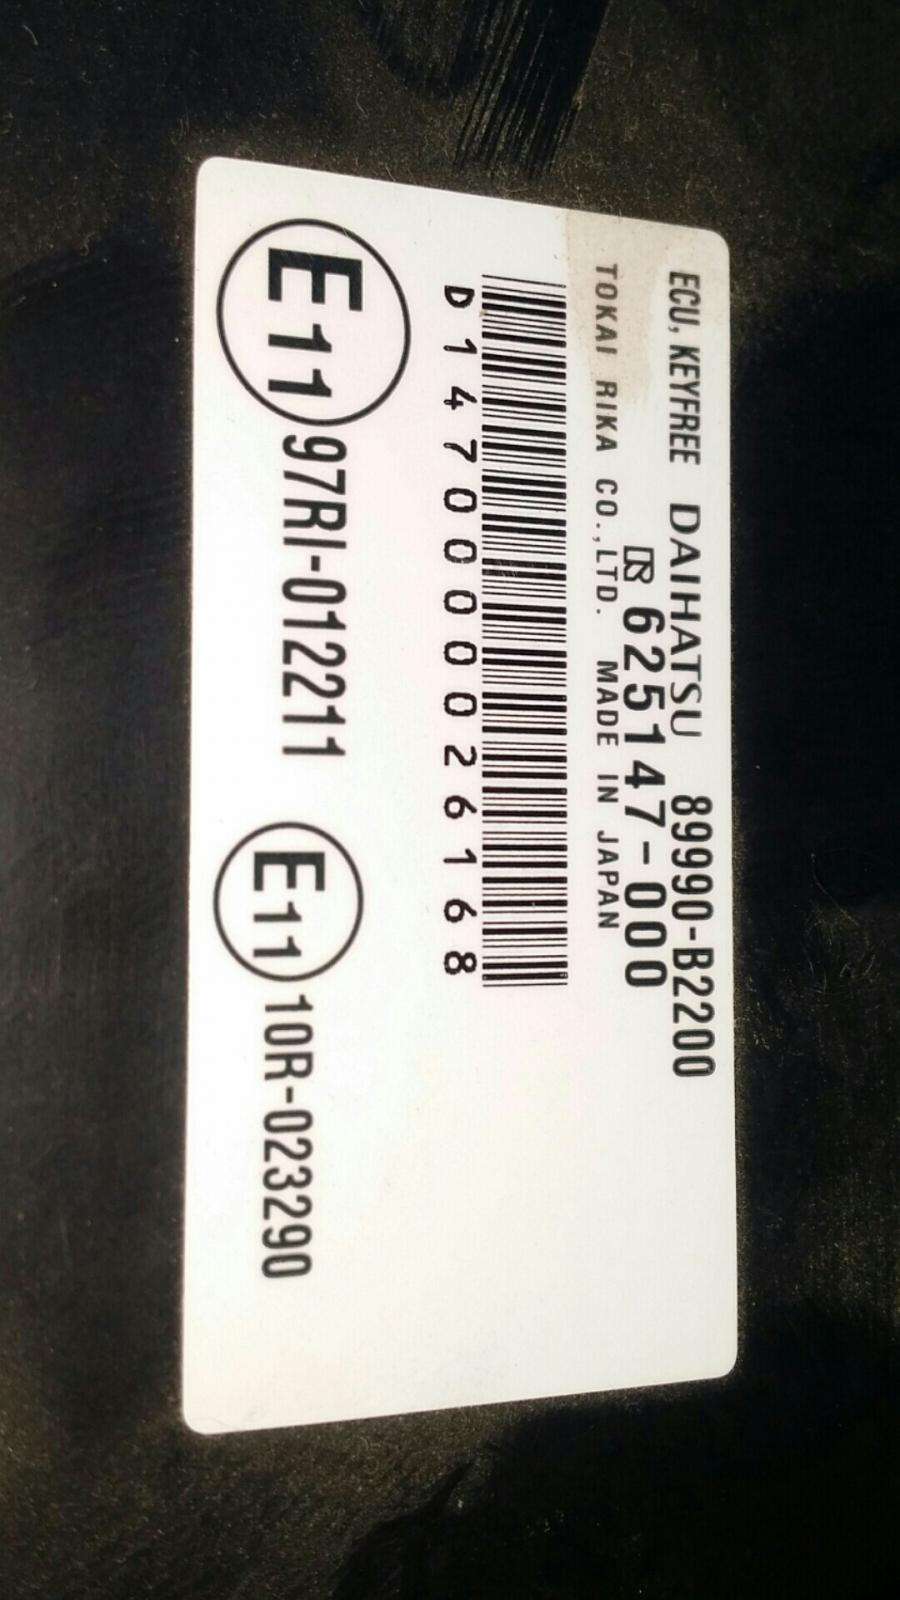 ECU, KEYFREE DAIHATSU 89990-B2200
R 625147-000
TOKAI RIKA CO.,LTD. MADE IN JAPAN
D1470000026168
E11 97RI-012211 E11 10R-023290